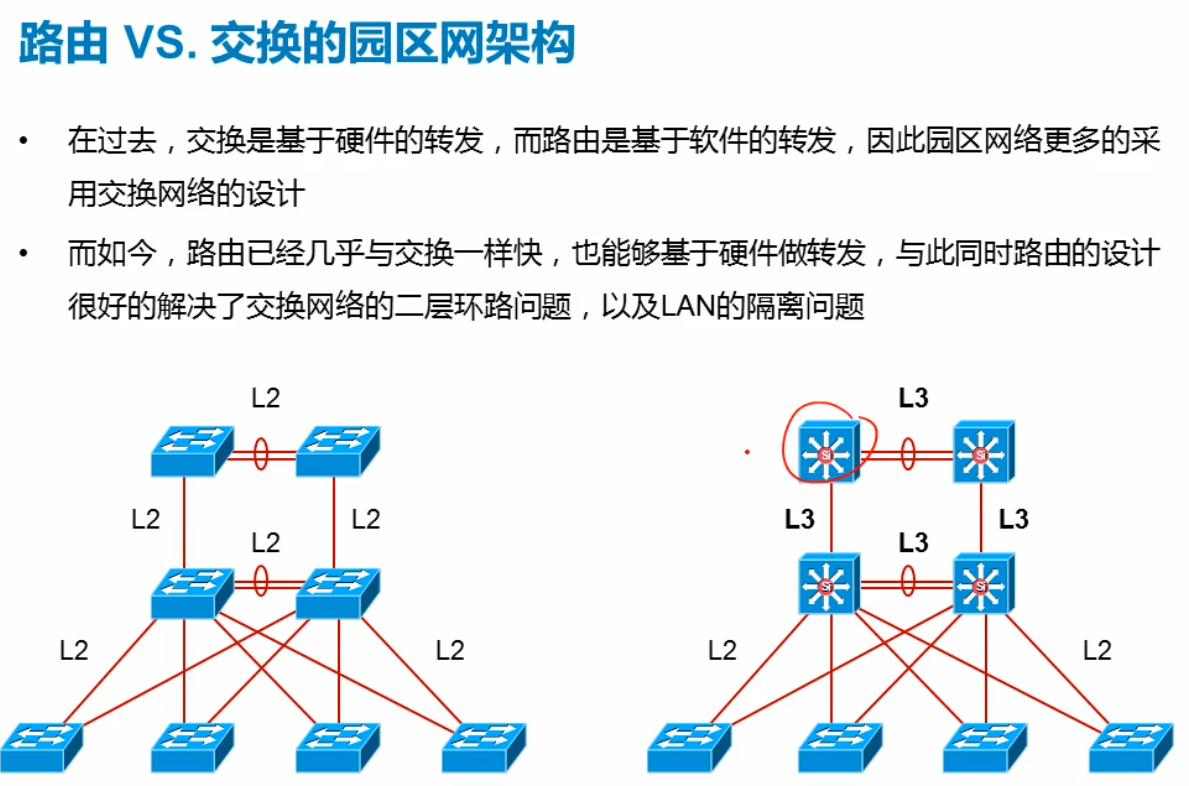 路由 VS. 交换的园区网架构
• 在过去，交换是基于硬件的转发，而路由是基于软件的转发，因此园区网络更多的采
用交换网络的设计
• 而如今，路由已经几乎与交换一样快，也能够基于硬件做转发，与此同时路由的设计
很好的解决了交换网络的二层环路问题，以及LAN的隔离问题
L2
L3
Si
Si
L2
L2
L3
L3
L2
L3
Si
Si
L2
L2
L2
L2